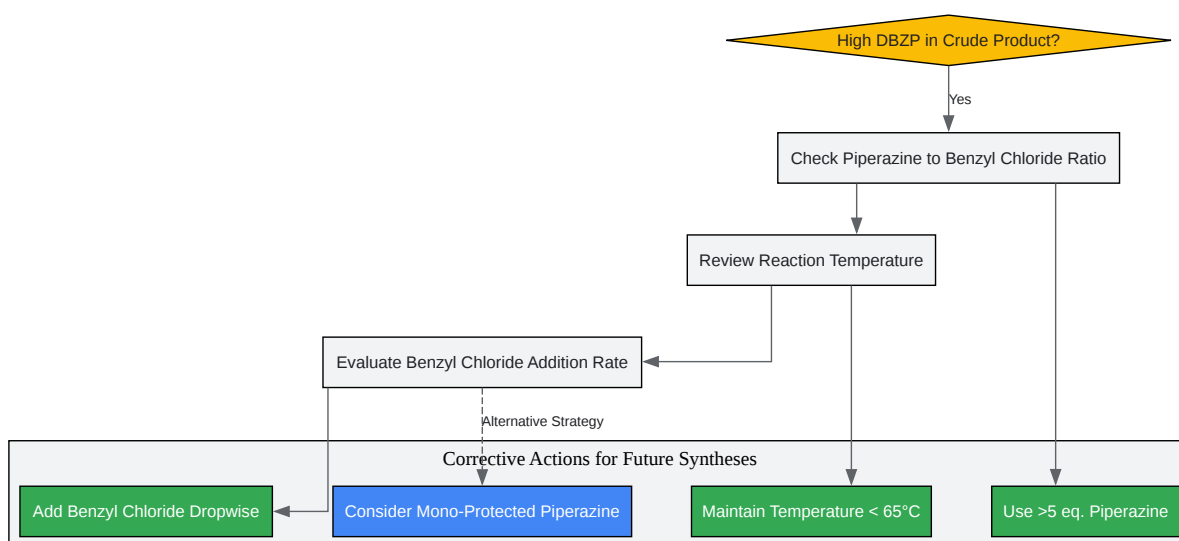 High DBZP in Crude Product?
Yes
Check Piperazine to Benzyl Chloride Ratio
Review Reaction Temperature
Evaluate Benzyl Chloride Addition Rate
Alternative Strategy
Corrective Actions for Future Syntheses
Add Benzyl Chloride Dropwise
Consider Mono-Protected Piperazine
Maintain Temperature < 65°C
Use >5 eq. Piperazine